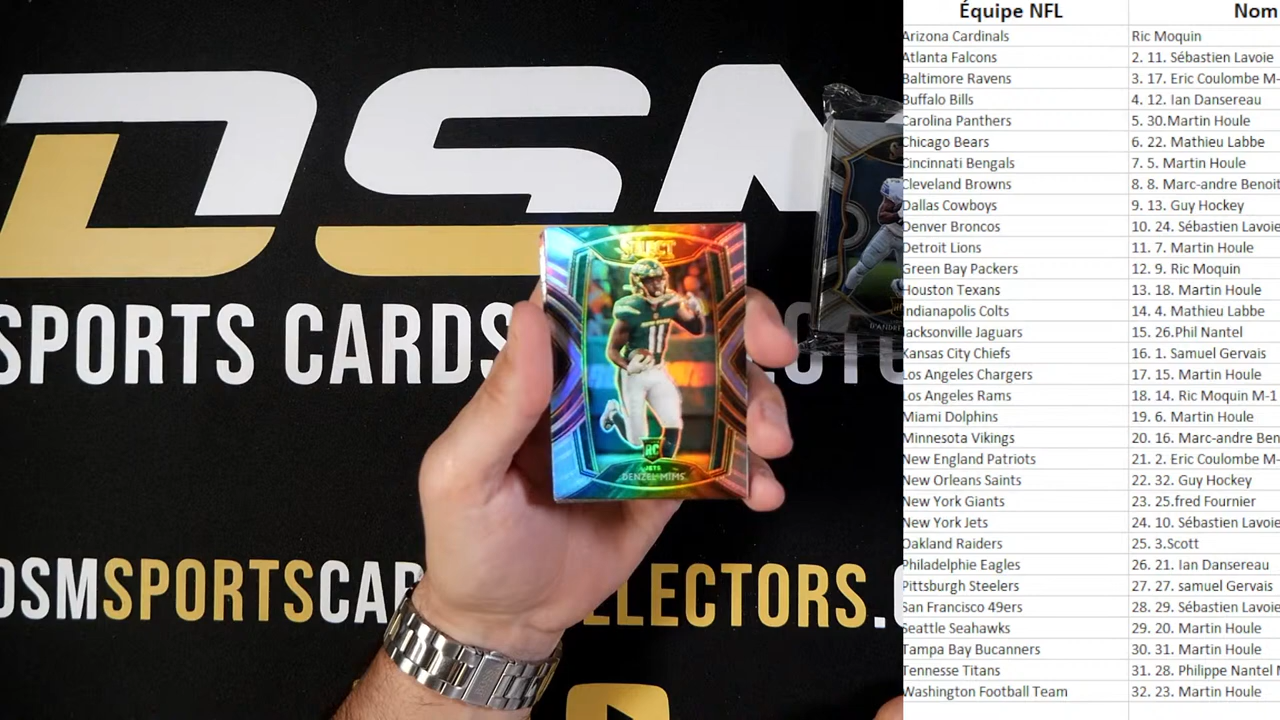 DSM
SPORTS CARDS
DSMSPORTSCAR
LLECTORS.
SELECT
11
RC
JETS
DENZEL MIMS
Équipe NFL Nom
Arizona Cardinals Ric Moquin
Atlanta Falcons 2. 11. Sébastien Lavoie
Baltimore Ravens 3. 17. Eric Coulombe M-
Buffalo Bills 4. 12. Ian Dansereau
Carolina Panthers 5. 30.Martin Houle
Chicago Bears 6. 22. Mathieu Labbe
Cincinnati Bengals 7. 5. Martin Houle
Cleveland Browns 8. 8. Marc-andre Benoit
Dallas Cowboys 9. 13. Guy Hockey
Denver Broncos 10. 24. Sébastien Lavoie
Detroit Lions 11. 7. Martin Houle
Green Bay Packers 12. 9. Ric Moquin
Houston Texans 13. 18. Martin Houle
Indianapolis Colts 14. 4. Mathieu Labbe
Jacksonville Jaguars 15. 26.Phil Nantel
Kansas City Chiefs 16. 1. Samuel Gervais
Los Angeles Chargers 17. 15. Martin Houle
Los Angeles Rams 18. 14. Ric Moquin M-1
Miami Dolphins 19. 6. Martin Houle
Minnesota Vikings 20. 16. Marc-andre Ben
New England Patriots 21. 2. Eric Coulombe M-
New Orleans Saints 22. 32. Guy Hockey
New York Giants 23. 25.fred Fournier
New York Jets 24. 10. Sébastien Lavoie
Oakland Raiders 25. 3.Scott
Philadelphie Eagles 26. 21. Ian Dansereau
Pittsburgh Steelers 27. 27. samuel Gervais
San Francisco 49ers 28. 29. Sébastien Lavoie
Seattle Seahawks 29. 20. Martin Houle
Tampa Bay Bucanners 30. 31. Martin Houle
Tennesse Titans 31. 28. Philippe Nantel M
Washington Football Team 32. 23. Martin Houle